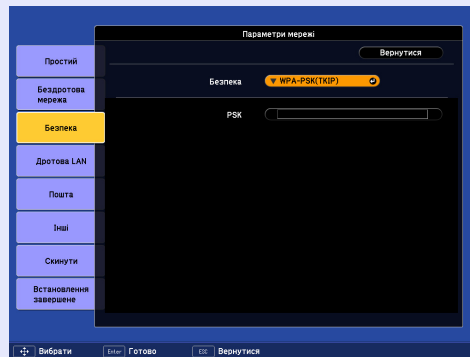 Параметри мережі
Вернутися
Простий
Безпека
WPA-PSK(TKIP)
Бездротова
мережа
PSK
Безпека
Дротова LAN
Пошта
Інші
Скинути
Встановлення
завершене
Вибрати
Enter Готово
ESC Вернутися